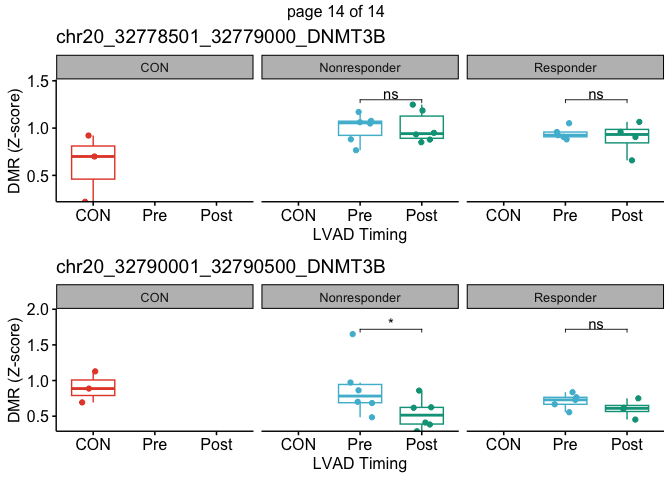 page 14 of 14
chr20_32778501_32779000_DNMT3B
CON Nonresponder Responder
DMR (Z-score)
1.5
1.0
0.5
ns ns
CON Pre Post CON Pre Post CON Pre Post
LVAD Timing
chr20_32790001_32790500_DNMT3B
CON Nonresponder Responder
DMR (Z-score)
2.0
1.5
1.0
0.5
* ns
CON Pre Post CON Pre Post CON Pre Post
LVAD Timing